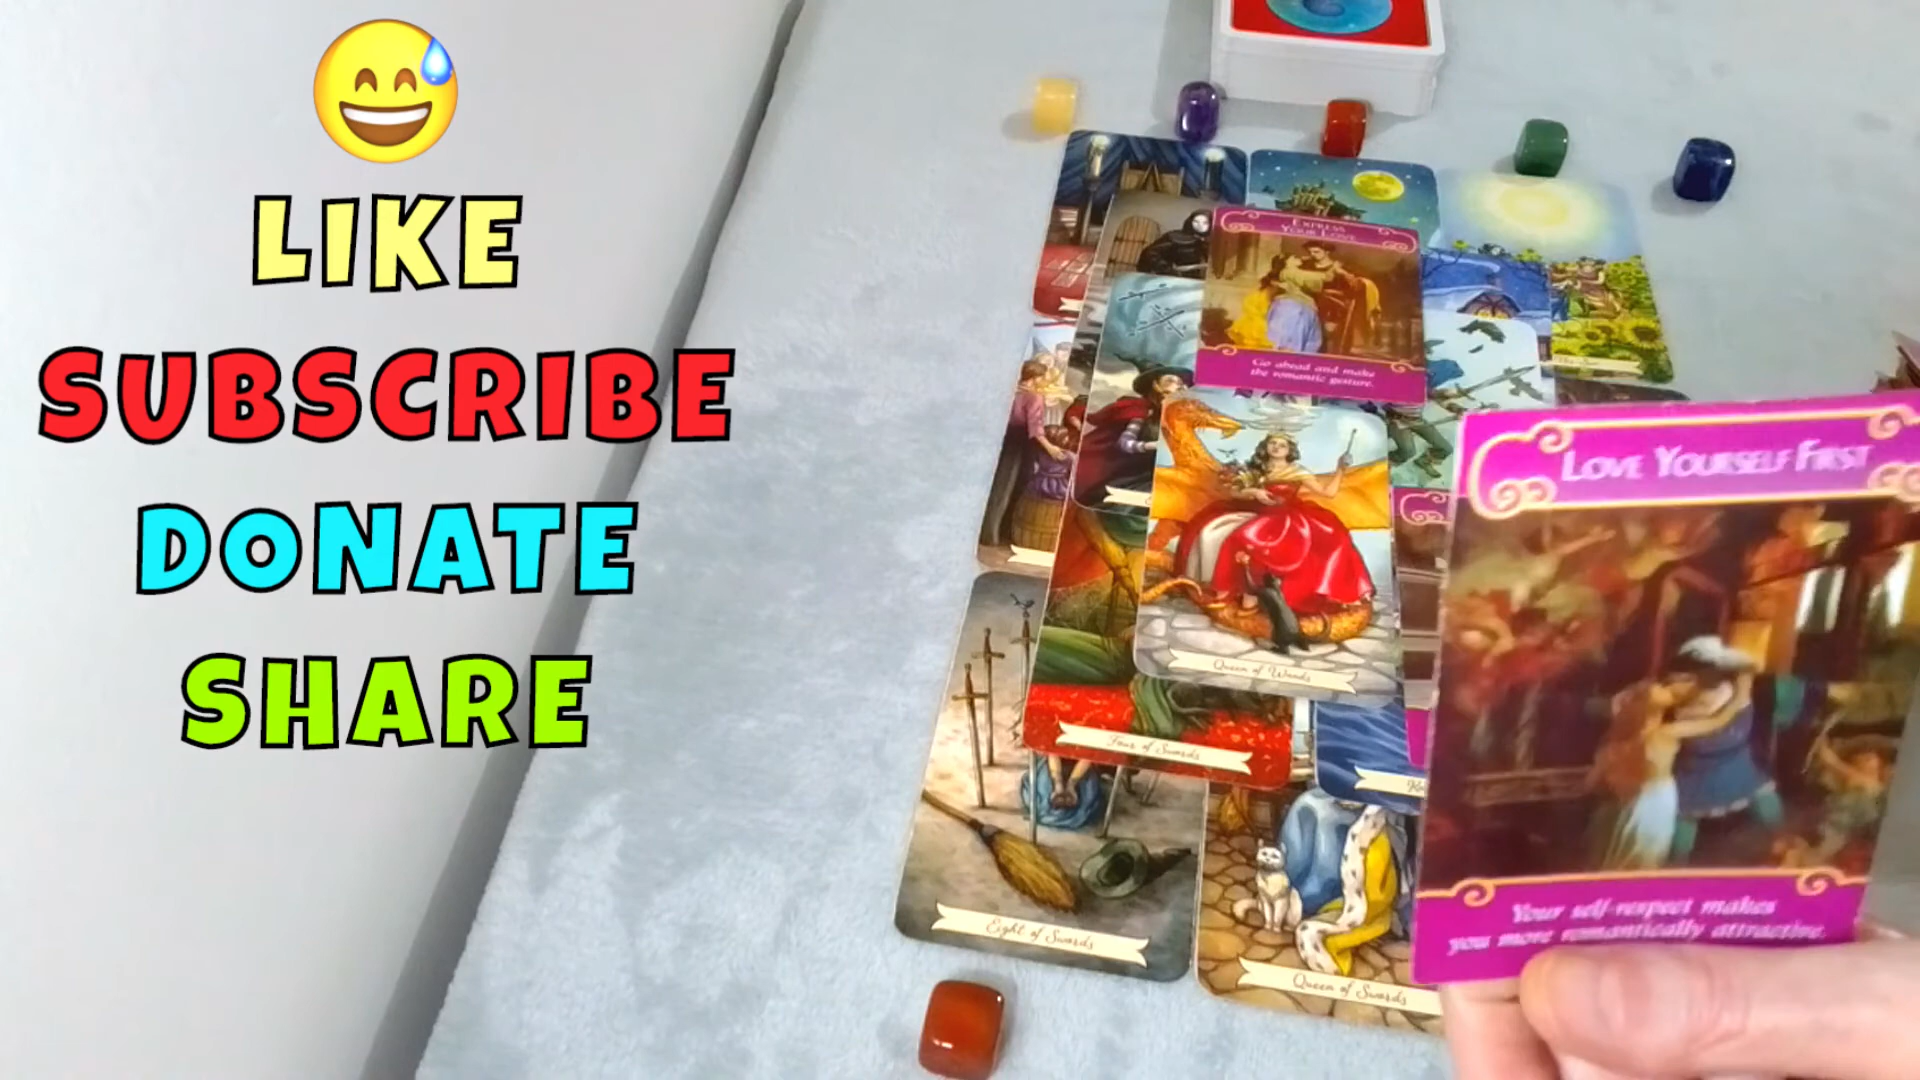 LIKE
SUBSCRIBE
DONATE
SHARE
EXPRESS
YOUR LOVE
Go ahead and make
the romantic gesture.
LOVE YOURSELF FIRST
Your self-respect makes
you more romantically attractive.
Queen of Wands
Four of Swords
Eight of Swords
Queen of Swords